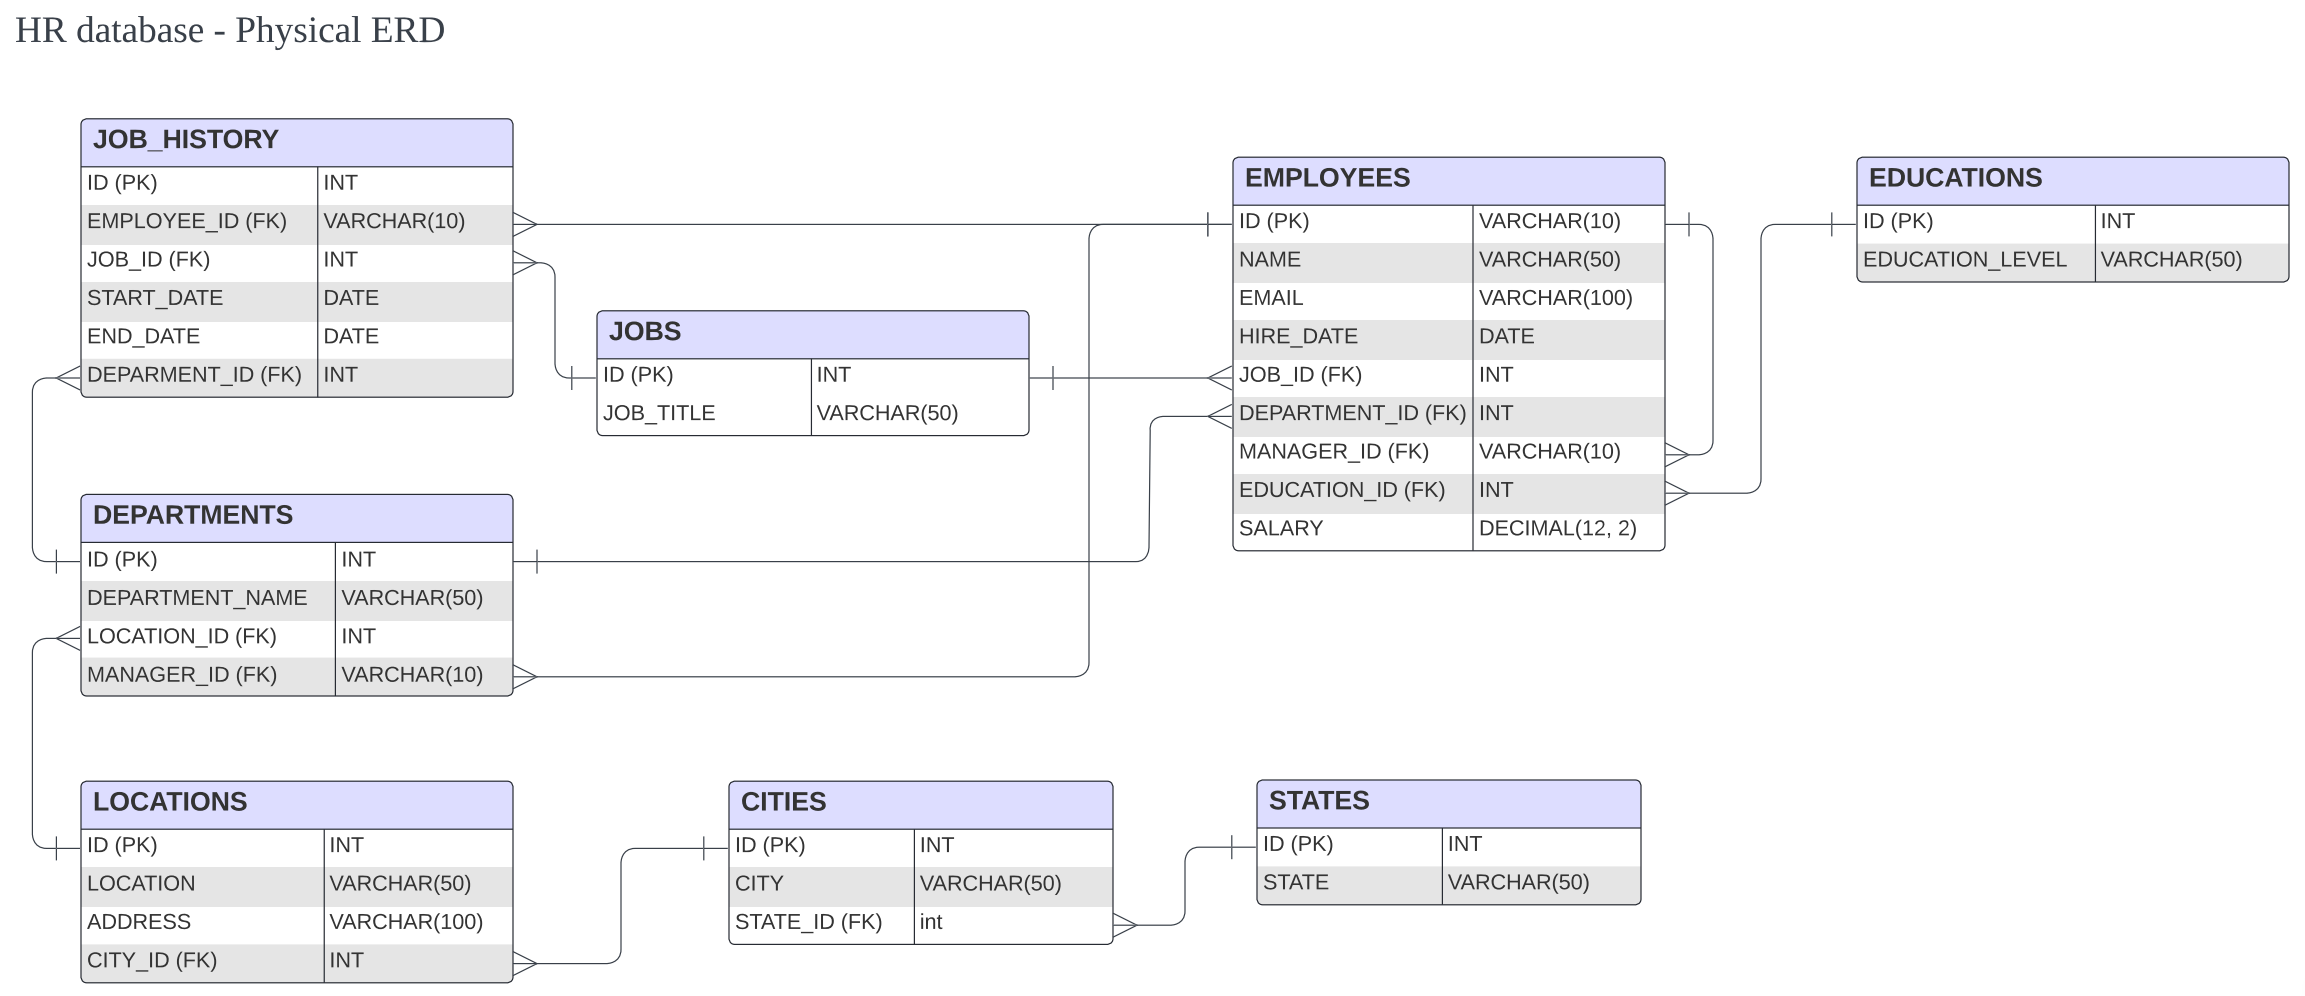 HR database - Physical ERD
JOB_HISTORY
ID (PK) INT
EMPLOYEE_ID (FK) VARCHAR(10)
JOB_ID (FK) INT
START_DATE DATE
END_DATE DATE
DEPARMENT_ID (FK) INT
JOBS
ID (PK) INT
JOB_TITLE VARCHAR(50)
EMPLOYEES
ID (PK) VARCHAR(10)
NAME VARCHAR(50)
EMAIL VARCHAR(100)
HIRE_DATE DATE
JOB_ID (FK) INT
DEPARTMENT_ID (FK) INT
MANAGER_ID (FK) VARCHAR(10)
EDUCATION_ID (FK) INT
SALARY DECIMAL(12, 2)
EDUCATIONS
ID (PK) INT
EDUCATION_LEVEL VARCHAR(50)
DEPARTMENTS
ID (PK) INT
DEPARTMENT_NAME VARCHAR(50)
LOCATION_ID (FK) INT
MANAGER_ID (FK) VARCHAR(10)
LOCATIONS
ID (PK) INT
LOCATION VARCHAR(50)
ADDRESS VARCHAR(100)
CITY_ID (FK) INT
CITIES
ID (PK) INT
CITY VARCHAR(50)
STATE_ID (FK) int
STATES
ID (PK) INT
STATE VARCHAR(50)